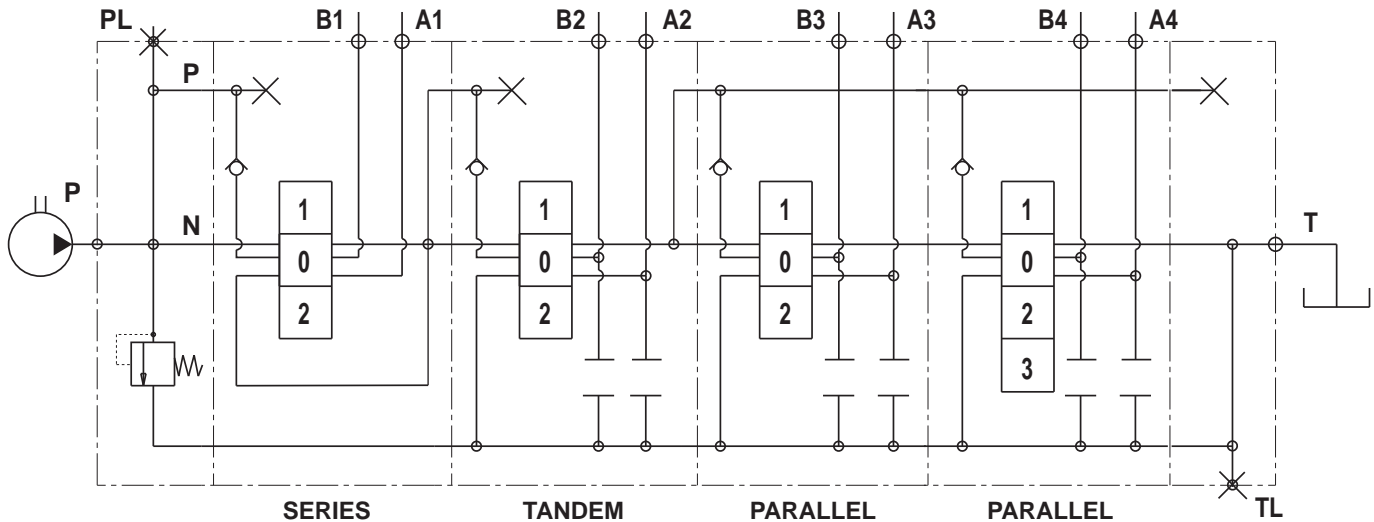 PL B1 A1 B2 A2 B3 A3 B4 A4
P
P N T
1 1 1 1
0 0 0 0
2 2 2 2
3
TL
SERIES TANDEM PARALLEL PARALLEL